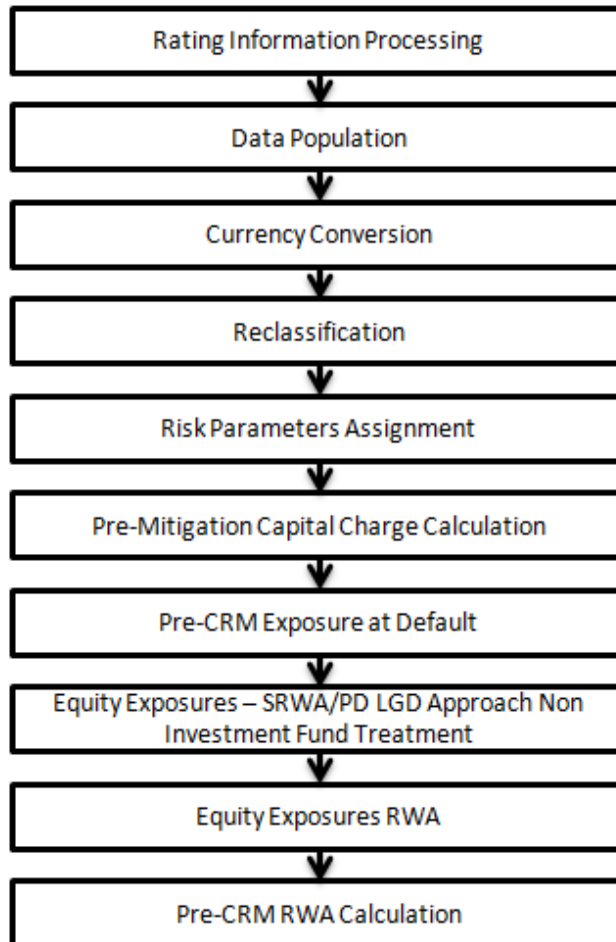 Rating Information Processing
Data Population
Currency Conversion
Reclassification
Risk Parameters Assignment
Pre-Mitigation Capital Charge Calculation
Pre-CRM Exposure at Default
Equity Exposures – SRWA/PD LGD Approach Non
Investment Fund Treatment
Equity Exposures RWA
Pre-CRM RWA Calculation